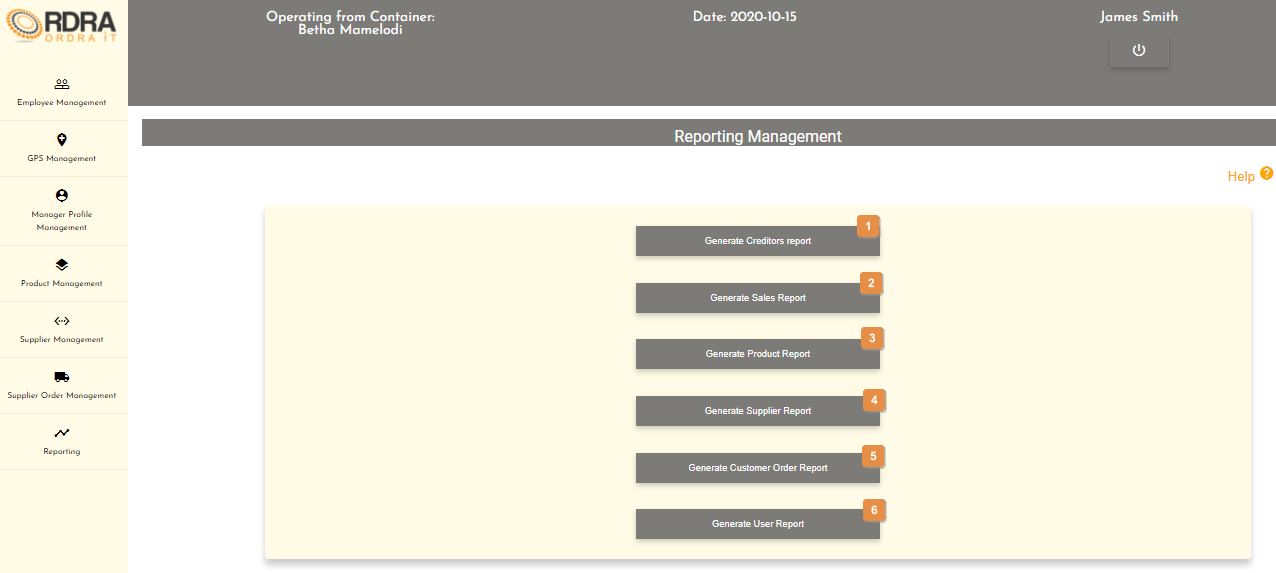 RDRA
ORDRA IT
Operating from Container:
Betha Mamelodi
Date: 2020-10-15
James Smith
Employee Management
GPS Management
Manager Profile
Management
Product Management
Supplier Management
Supplier Order Management
Reporting
Reporting Management
Help ?
1
Generate Creditors report
2
Generate Sales Report
3
Generate Product Report
4
Generate Supplier Report
5
Generate Customer Order Report
6
Generate User Report